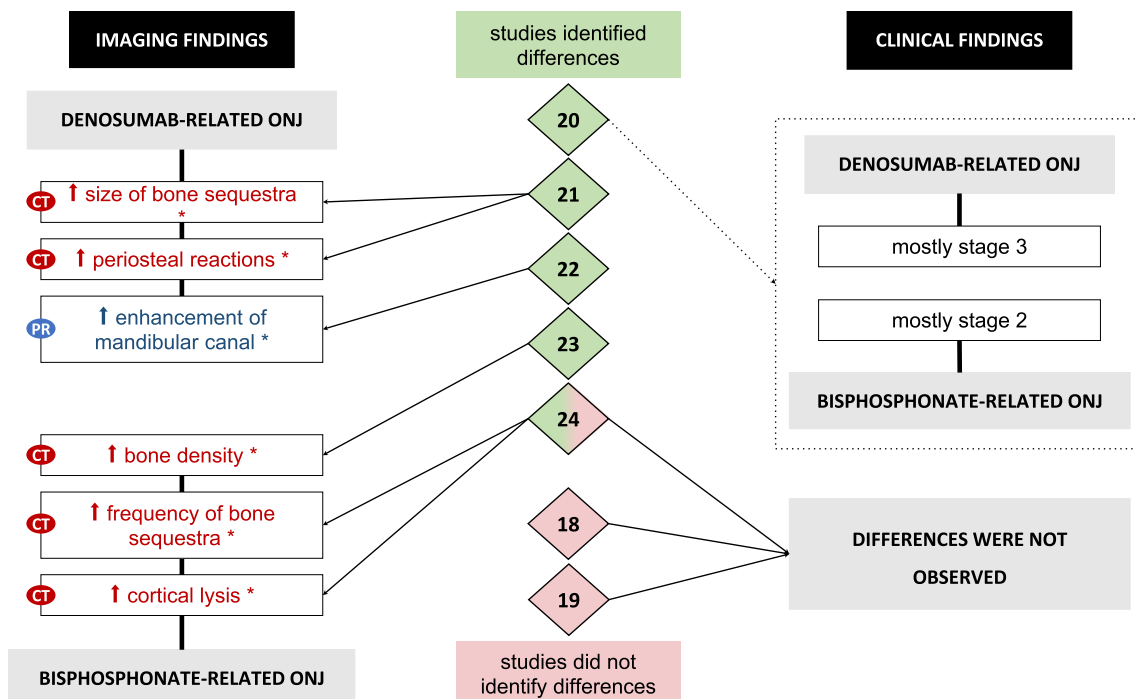 IMAGING FINDINGS
DENOSUMAB-RELATED ONJ
CT
⬆ size of bone sequestra
*
CT
⬆ periosteal reactions *
PR
⬆ enhancement of
mandibular canal *
CT
⬆ bone density *
CT
⬆ frequency of bone
sequestra *
CT
⬆ cortical lysis *
BISPHOSPHONATE-RELATED ONJ
studies identified
differences
20
21
22
23
24
18
19
studies did not
identify differences
CLINICAL FINDINGS
DENOSUMAB-RELATED ONJ
mostly stage 3
mostly stage 2
BISPHOSPHONATE-RELATED ONJ
DIFFERENCES WERE NOT
OBSERVED